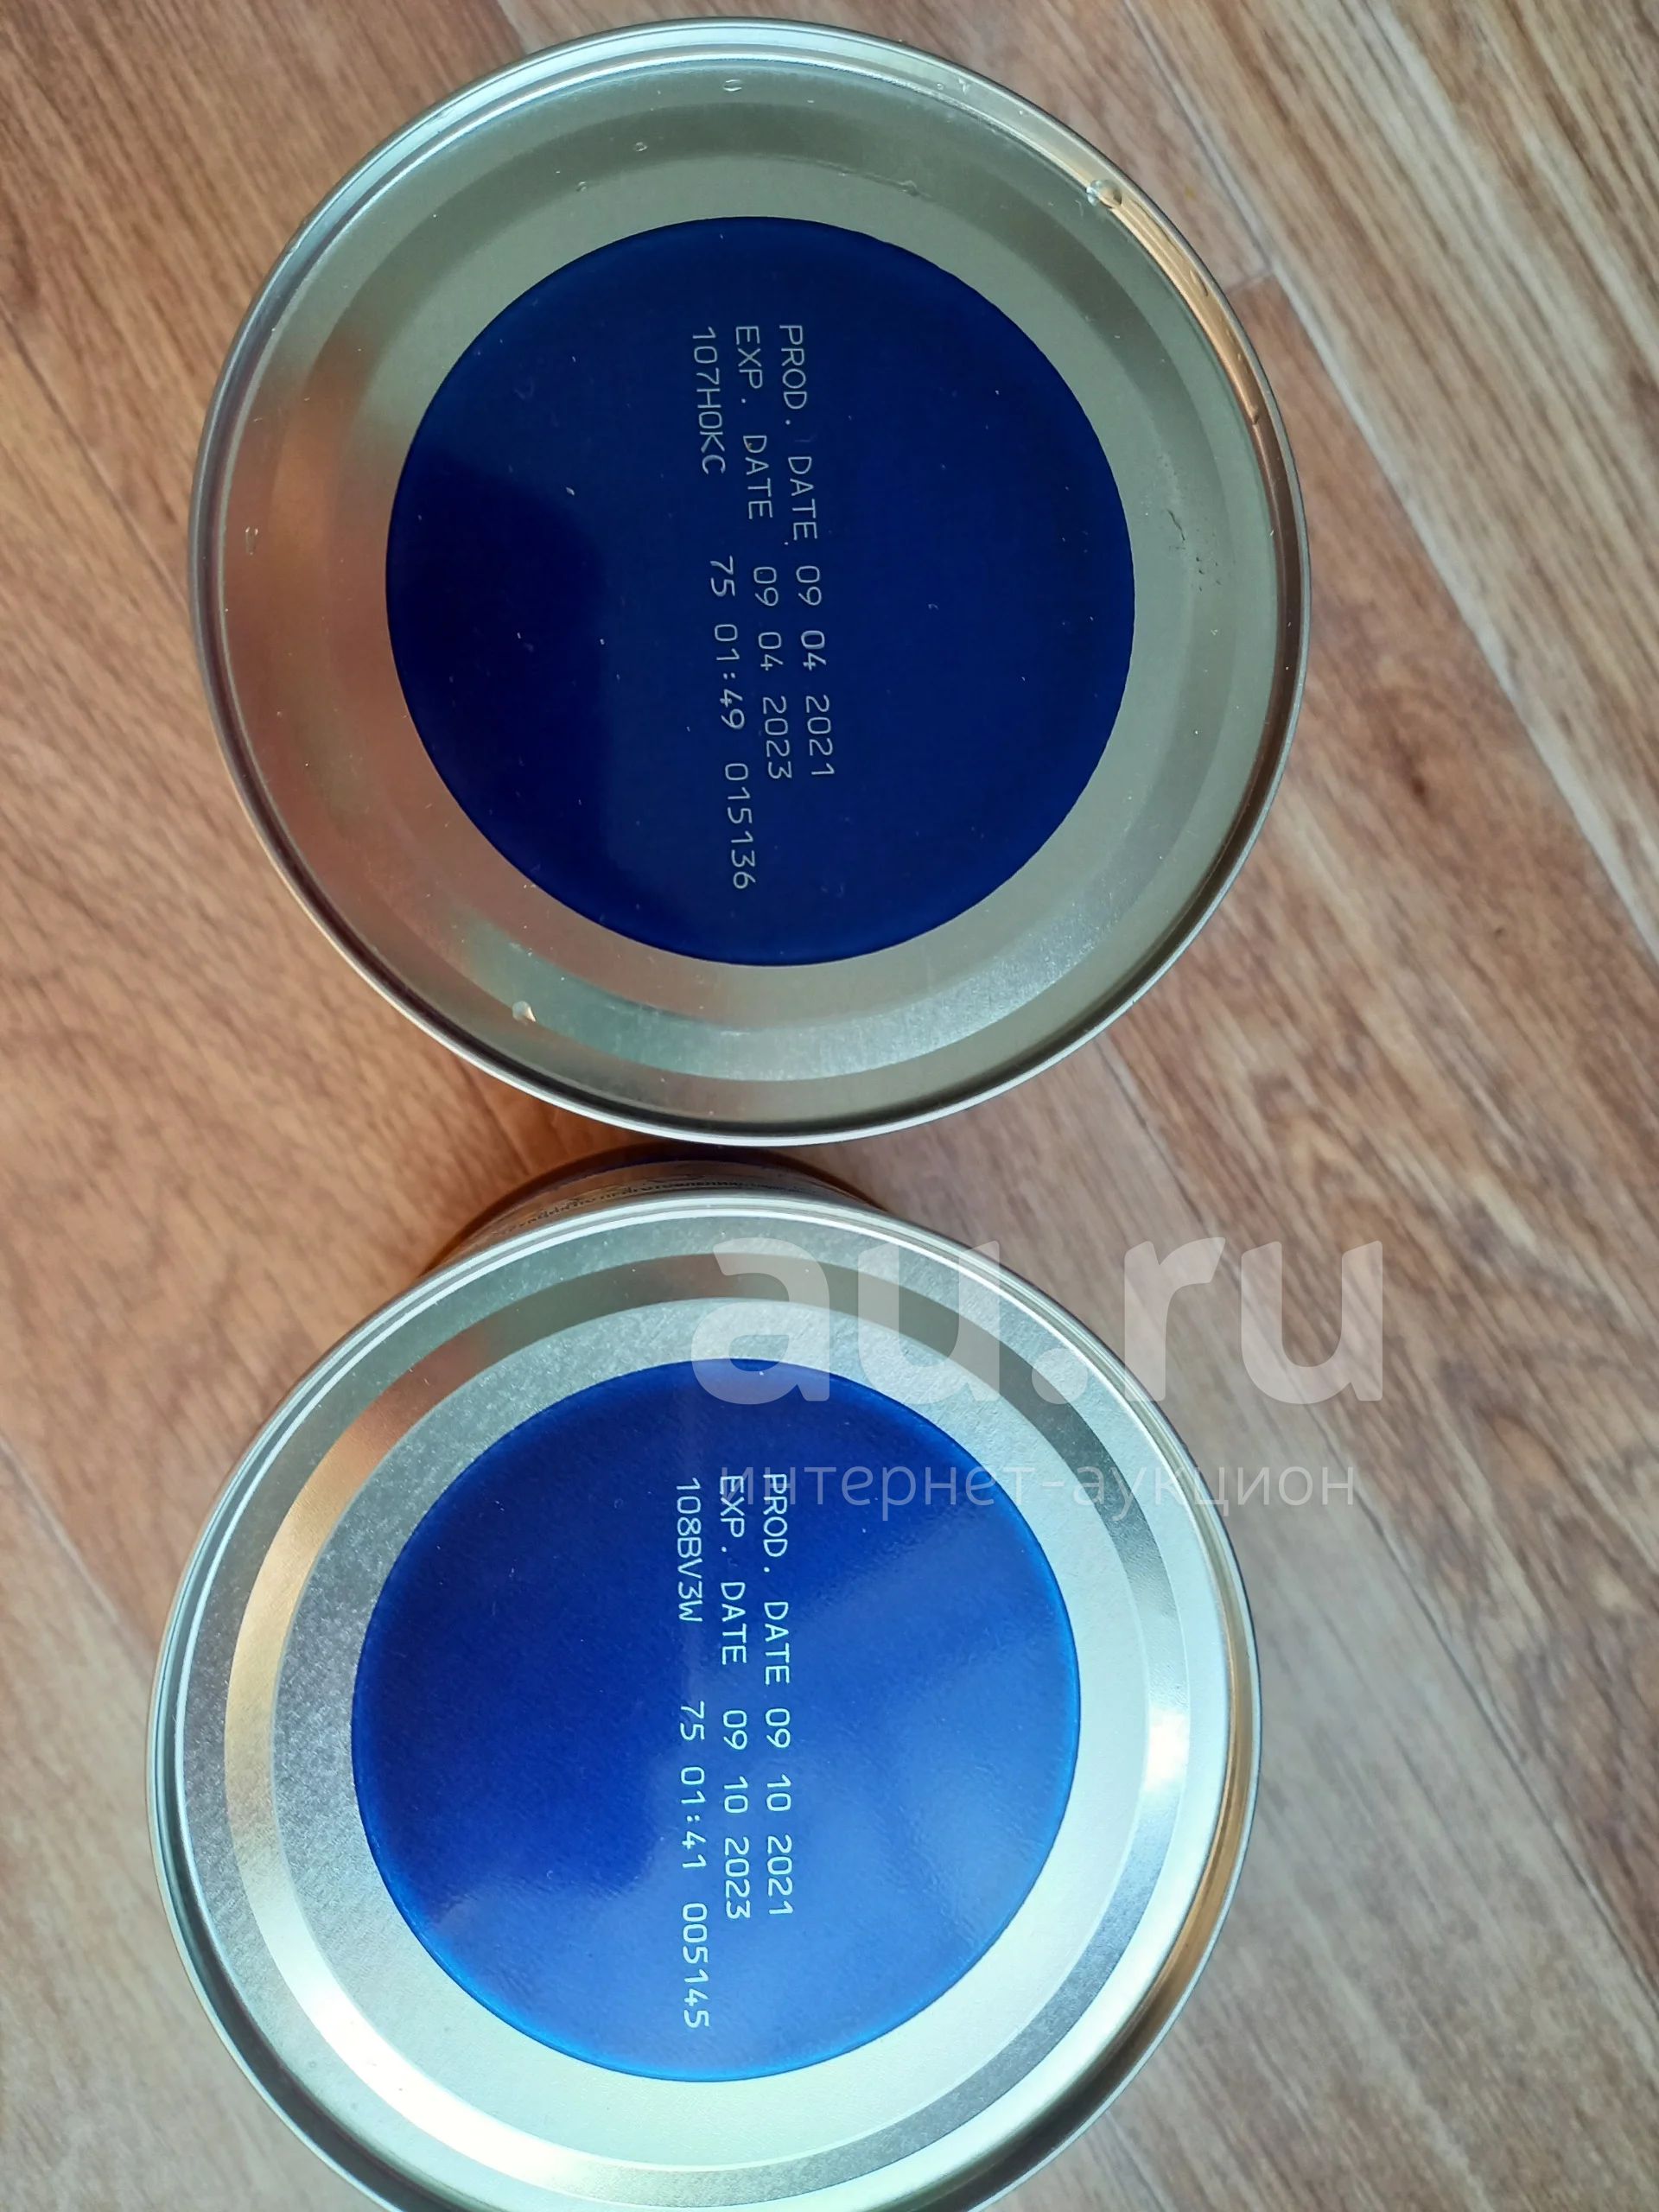 PROD. DATE 09 04 2021
EXP. DATE 09 04 2023
107H0KC 75 01:49 015136
au.ru
интернет-аукцион
PROD. DATE 09 10 2021
EXP. DATE 09 10 2023
108BV3W 75 01:41 005145